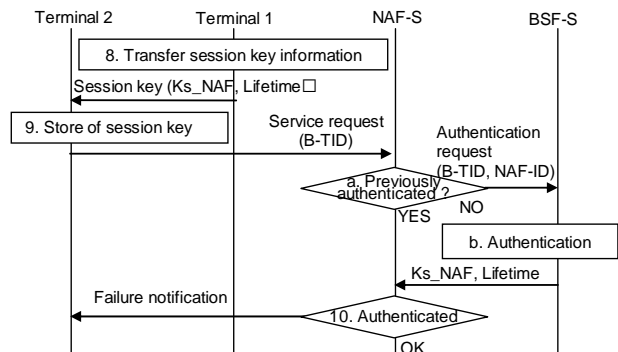 Terminal 2
Terminal 1
NAF-S
BSF-S
8. Transfer session key information
Session key (Ks_NAF, Lifetime□
9. Store of session key
Service request
(B-TID)
Authentication
request
(B-TID, NAF-ID)
a. Previously
authenticated ?
YES
NO
b. Authentication
Ks_NAF, Lifetime
Failure notification
10. Authenticated
OK